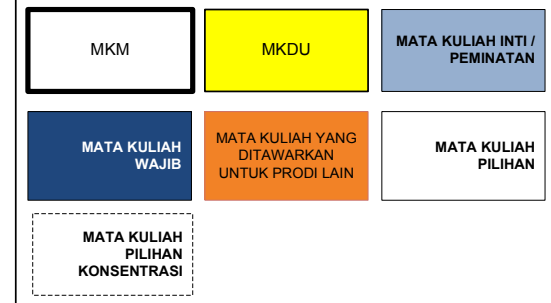 MKM
MKDU
MATA KULIAH INTI /
PEMINATAN
MATA KULIAH
WAJIB
MATA KULIAH YANG
DITAWARKAN
UNTUK PRODI LAIN
MATA KULIAH
PILIHAN
MATA KULIAH
PILIHAN
KONSENTRASI